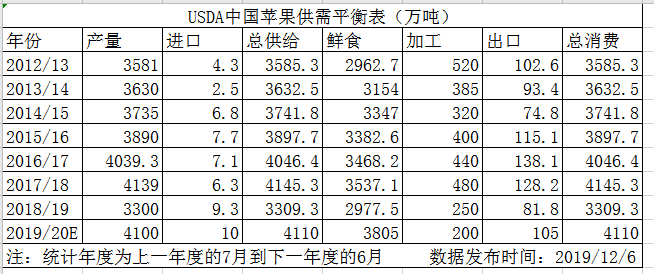 USDA中国苹果供需平衡表（万吨）
年份 产量 进口 总供给 鲜食 加工 出口 总消费
2012/13 3581 4.3 3585.3 2962.7 520 102.6 3585.3
2013/14 3630 2.5 3632.5 3154 385 93.4 3632.5
2014/15 3735 6.8 3741.8 3347 320 74.8 3741.8
2015/16 3890 7.7 3897.7 3382.6 400 115.1 3897.7
2016/17 4039.3 7.1 4046.4 3468.2 440 138.1 4046.4
2017/18 4139 6.3 4145.3 3537.1 480 128.2 4145.3
2018/19 3300 9.3 3309.3 2977.5 250 81.8 3309.3
2019/20E 4100 10 4110 3805 200 105 4110
注：统计年度为上一年度的7月到下一年度的6月 数据发布时间：2019/12/6